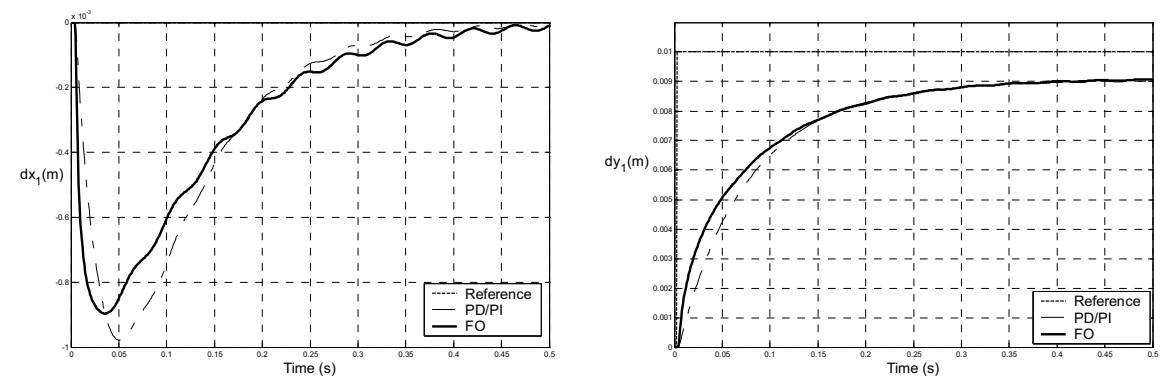 x 10⁻³
0
-0.2
-0.4
-0.6
-0.8
-1
dx₁(m)
0 0.05 0.1 0.15 0.2 0.25 0.3 0.35 0.4 0.45 0.5
Time (s)
Reference
PD/PI
FO
0.01
0.009
0.008
0.007
0.006
0.005
0.004
0.003
0.002
0.001
0
dy₁(m)
0 0.05 0.1 0.15 0.2 0.25 0.3 0.35 0.4 0.45 0.5
Time (s)
Reference
PD/PI
FO